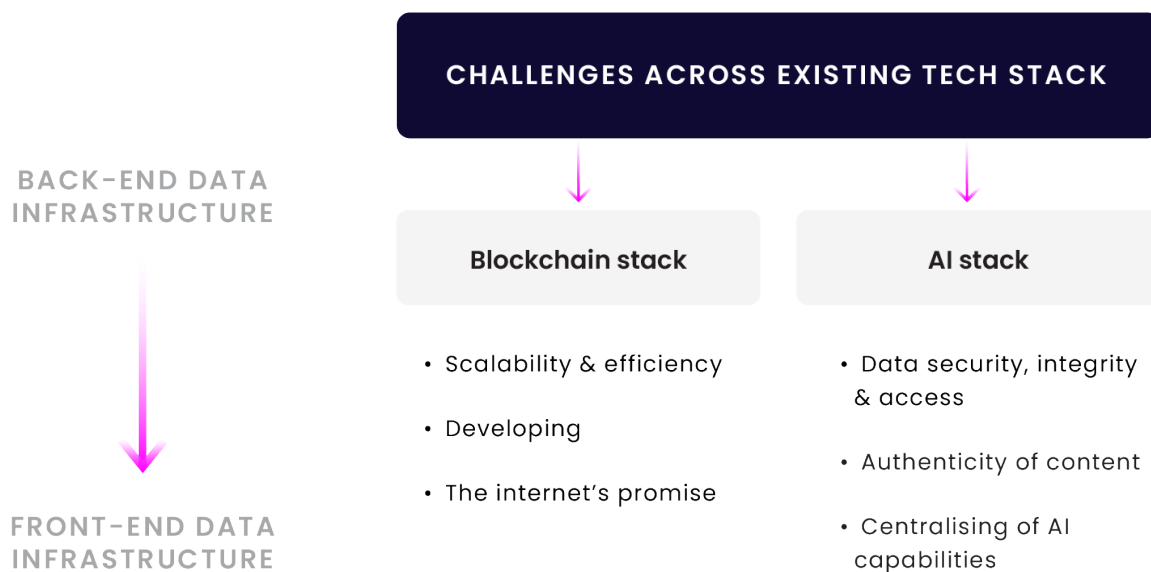 CHALLENGES ACROSS EXISTING TECH STACK
BACK-END DATA
INFRASTRUCTURE
FRONT-END DATA
INFRASTRUCTURE
Blockchain stack
• Scalability & efficiency
• Developing
• The internet’s promise
AI stack
• Data security, integrity
& access
• Authenticity of content
• Centralising of AI
capabilities